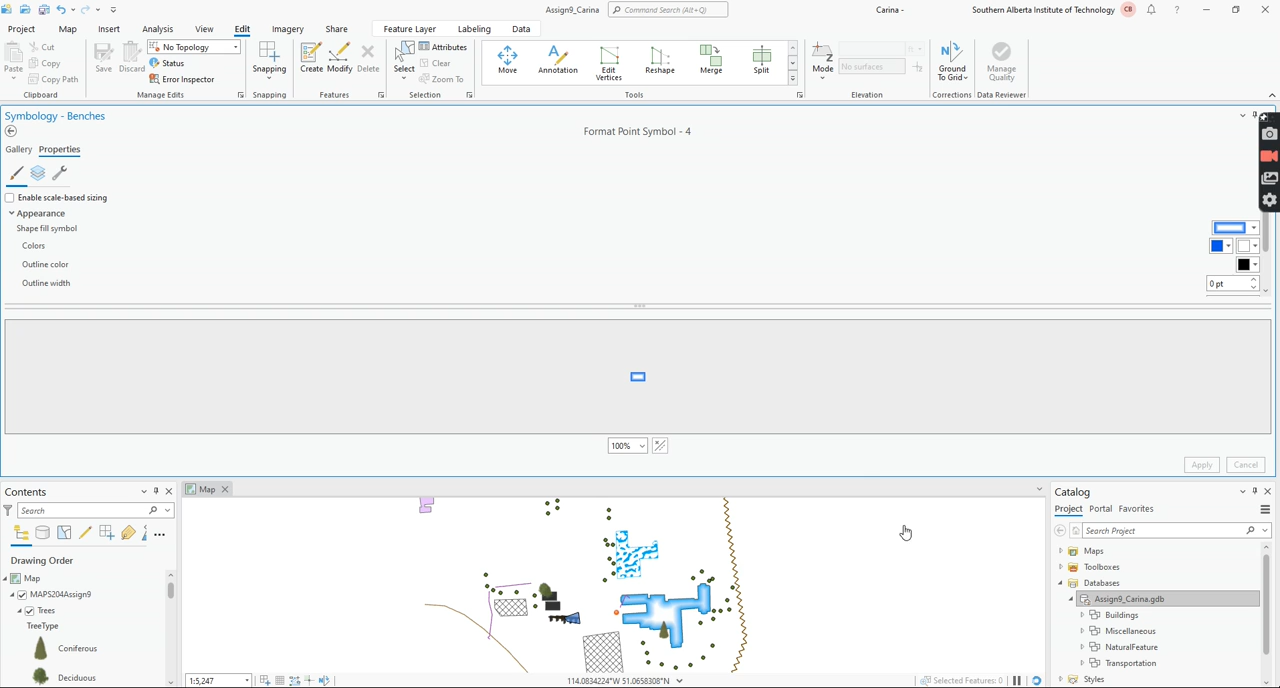 Assign9_Carina
Command Search (Alt+Q)
Carina -
Southern Alberta Institute of Technology
CB
?
Project
Map
Insert
Analysis
View
Edit
Imagery
Share
Feature Layer
Labeling
Data
Paste
Cut
Copy
Copy Path
Clipboard
Save
Discard
No Topology
Status
Error Inspector
Manage Edits
Snapping
Snapping
Create
Modify
Delete
Features
Select
Attributes
Clear
Zoom To
Selection
Move
Annotation
Edit
Vertices
Reshape
Merge
Split
Tools
Mode
No surfaces
Elevation
Ground
To Grid
Corrections
Manage
Quality
Data Reviewer
Symbology - Benches
Format Point Symbol - 4
Gallery
Properties
Enable scale-based sizing
Appearance
Shape fill symbol
Colors
Outline color
Outline width
0 pt
100%
Apply
Cancel
Contents
Search
Drawing Order
Map
MAPS204Assign9
Trees
TreeType
Coniferous
Deciduous
Map
1:5,247
114.0834224°W 51.0658308°N
Selected Features: 0
Catalog
Project
Portal
Favorites
Search Project
Maps
Toolboxes
Databases
Assign9_Carina.gdb
Buildings
Miscellaneous
NaturalFeature
Transportation
Styles